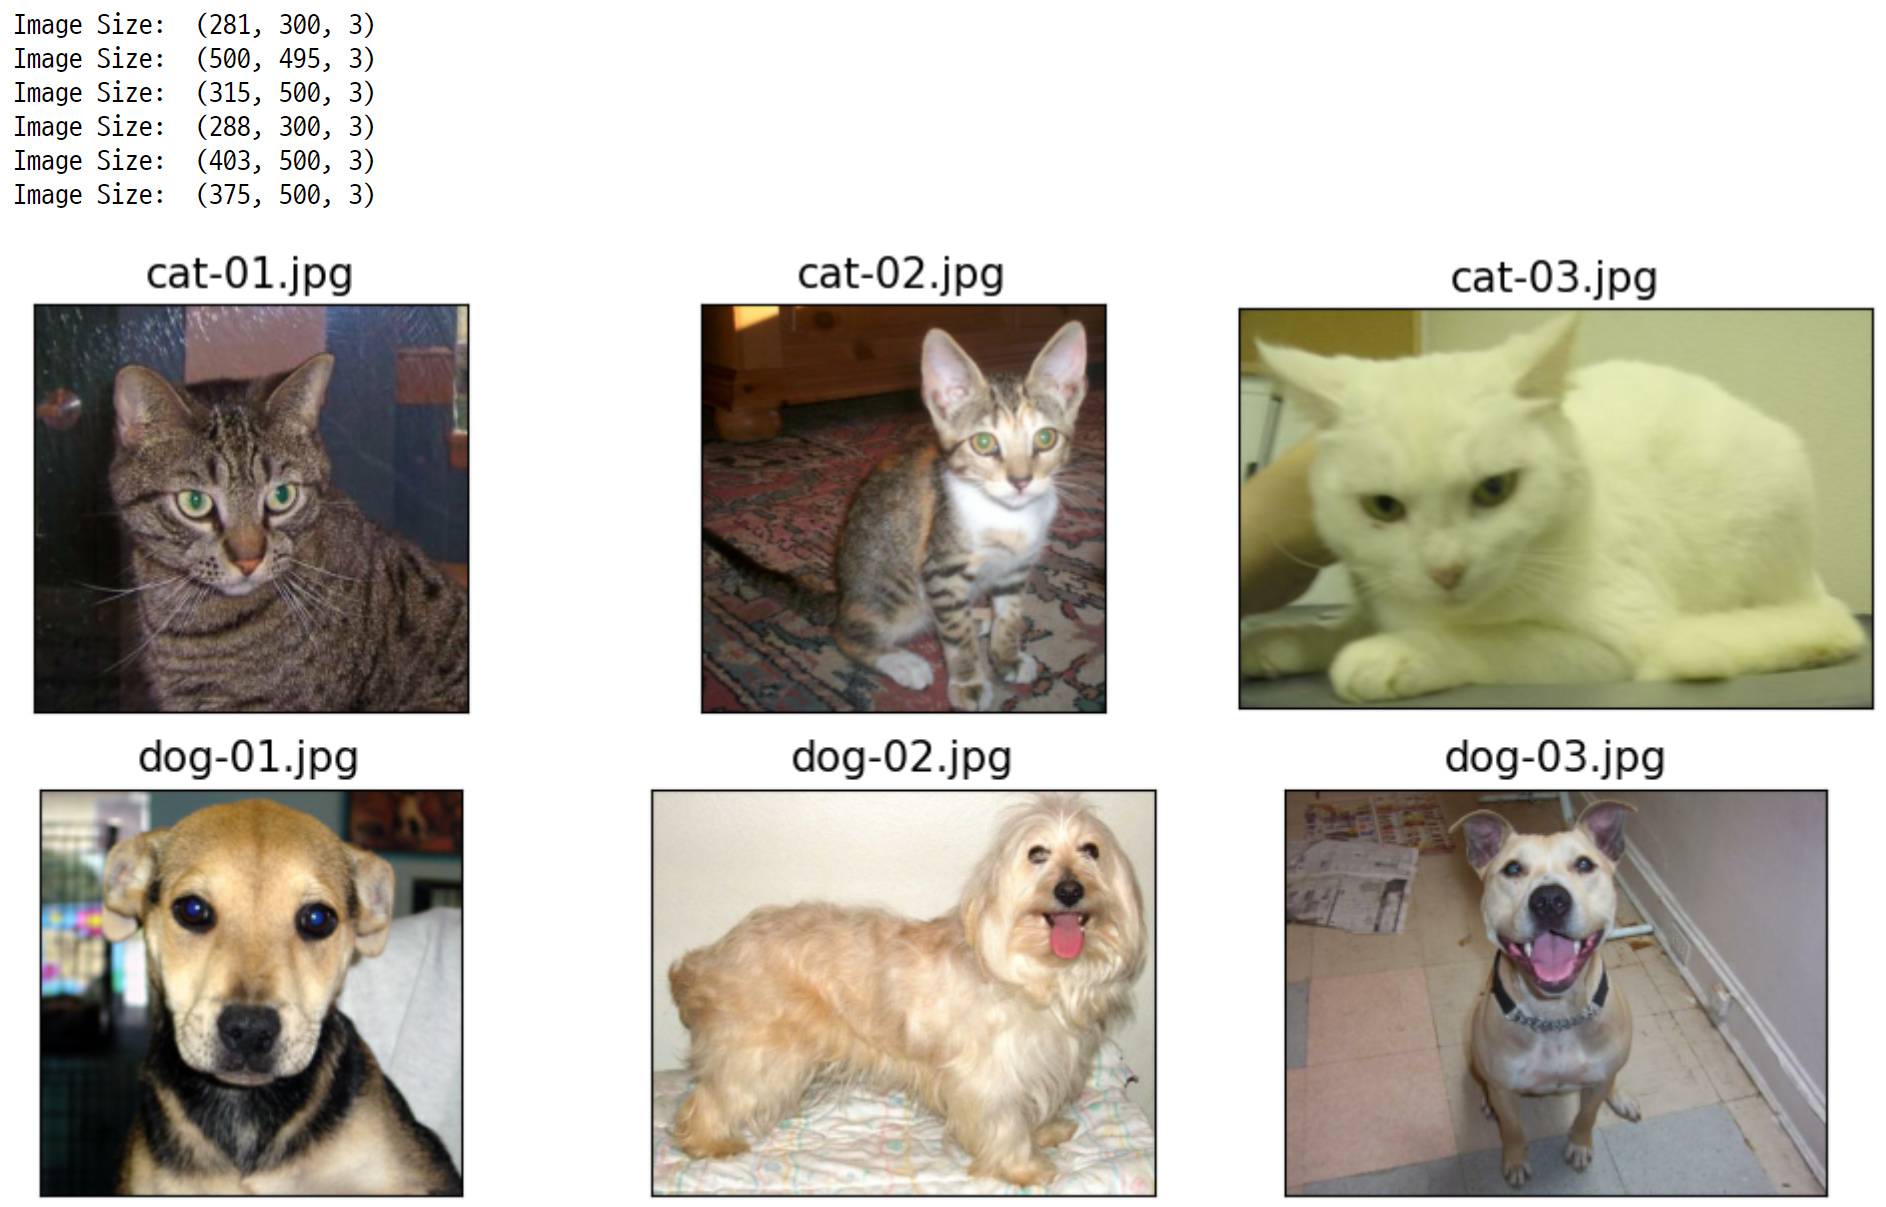 Image Size:  (281, 300, 3)
Image Size:  (500, 495, 3)
Image Size:  (315, 500, 3)
Image Size:  (288, 300, 3)
Image Size:  (403, 500, 3)
Image Size:  (375, 500, 3)
cat-01.jpg
cat-02.jpg
cat-03.jpg
dog-01.jpg
dog-02.jpg
dog-03.jpg